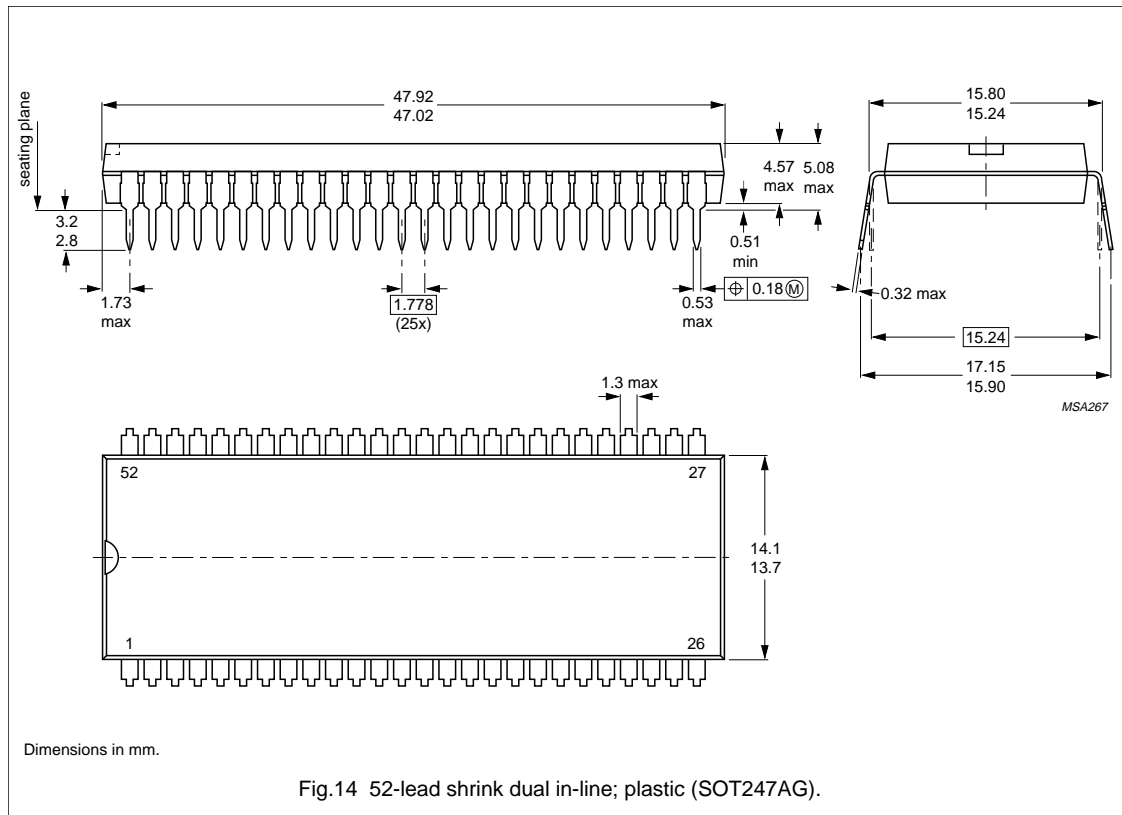 seating plane
47.92
47.02
15.80
15.24
4.57
max
5.08
max
3.2
2.8
0.51
min
1.73
max
1.778
(25x)
0.53
max
0.18 Ⓜ
0.32 max
15.24
17.15
15.90
MSA267
1.3 max
52
27
14.1
13.7
1
26
Dimensions in mm.
Fig.14 52-lead shrink dual in-line; plastic (SOT247AG).